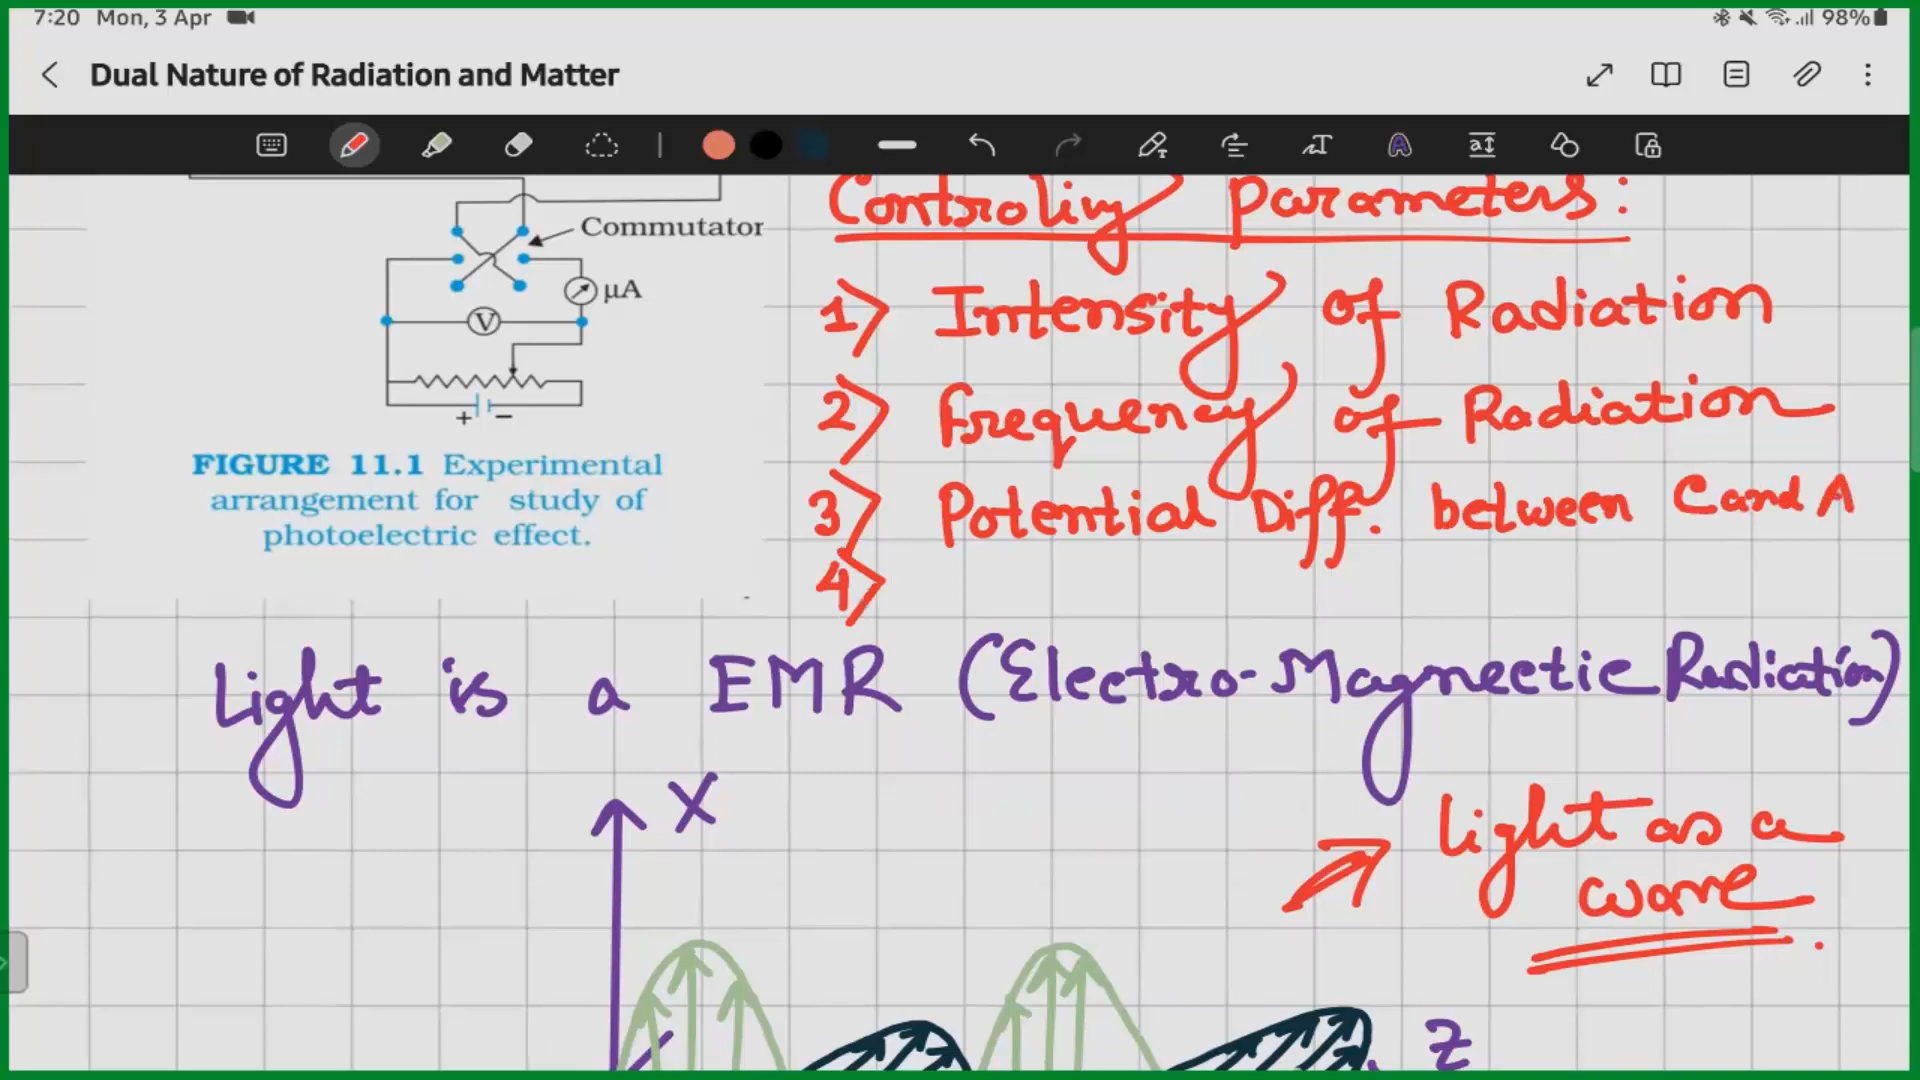 7:20 Mon, 3 Apr
98%
Dual Nature of Radiation and Matter
Commutator
μA
V
+ −
FIGURE 11.1 Experimental
arrangement for study of
photoelectric effect.
Controling Parameters:
1) Intensity of Radiation
2) Frequency of Radiation
3) Potential Diff. between C and A
4)
Light is a EMR (Electro-Magneetic Radiation)
X
light as a
wave
Z